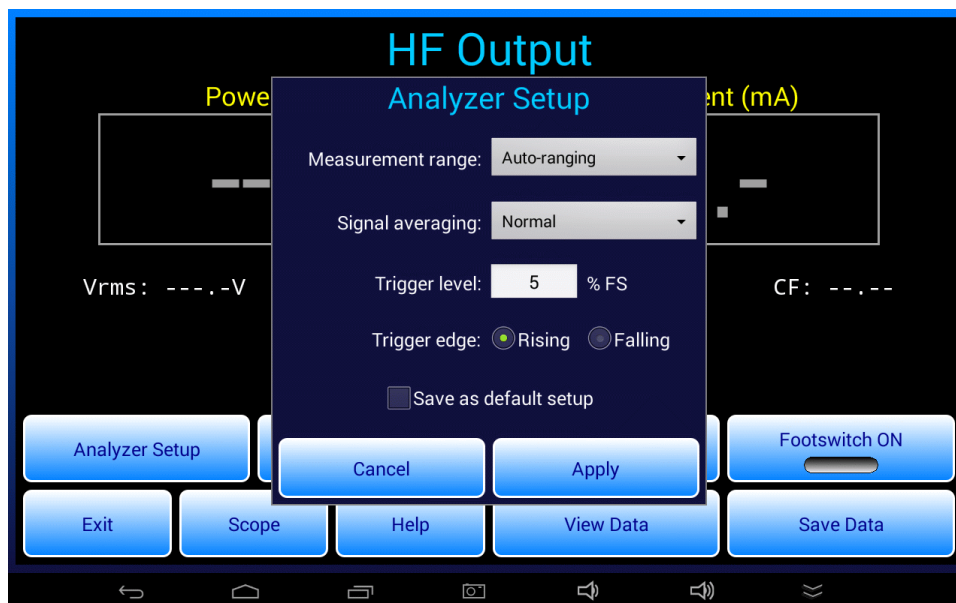 HF Output
Powe
ent (mA)
Analyzer Setup
Measurement range: Auto-ranging
Signal averaging: Normal
Trigger level: 5 % FS
Trigger edge: Rising Falling
Save as default setup
Cancel Apply
-- . -
Vrms: ---.-V
CF: --.--
Analyzer Setup
Footswitch ON
Exit Scope Help View Data Save Data